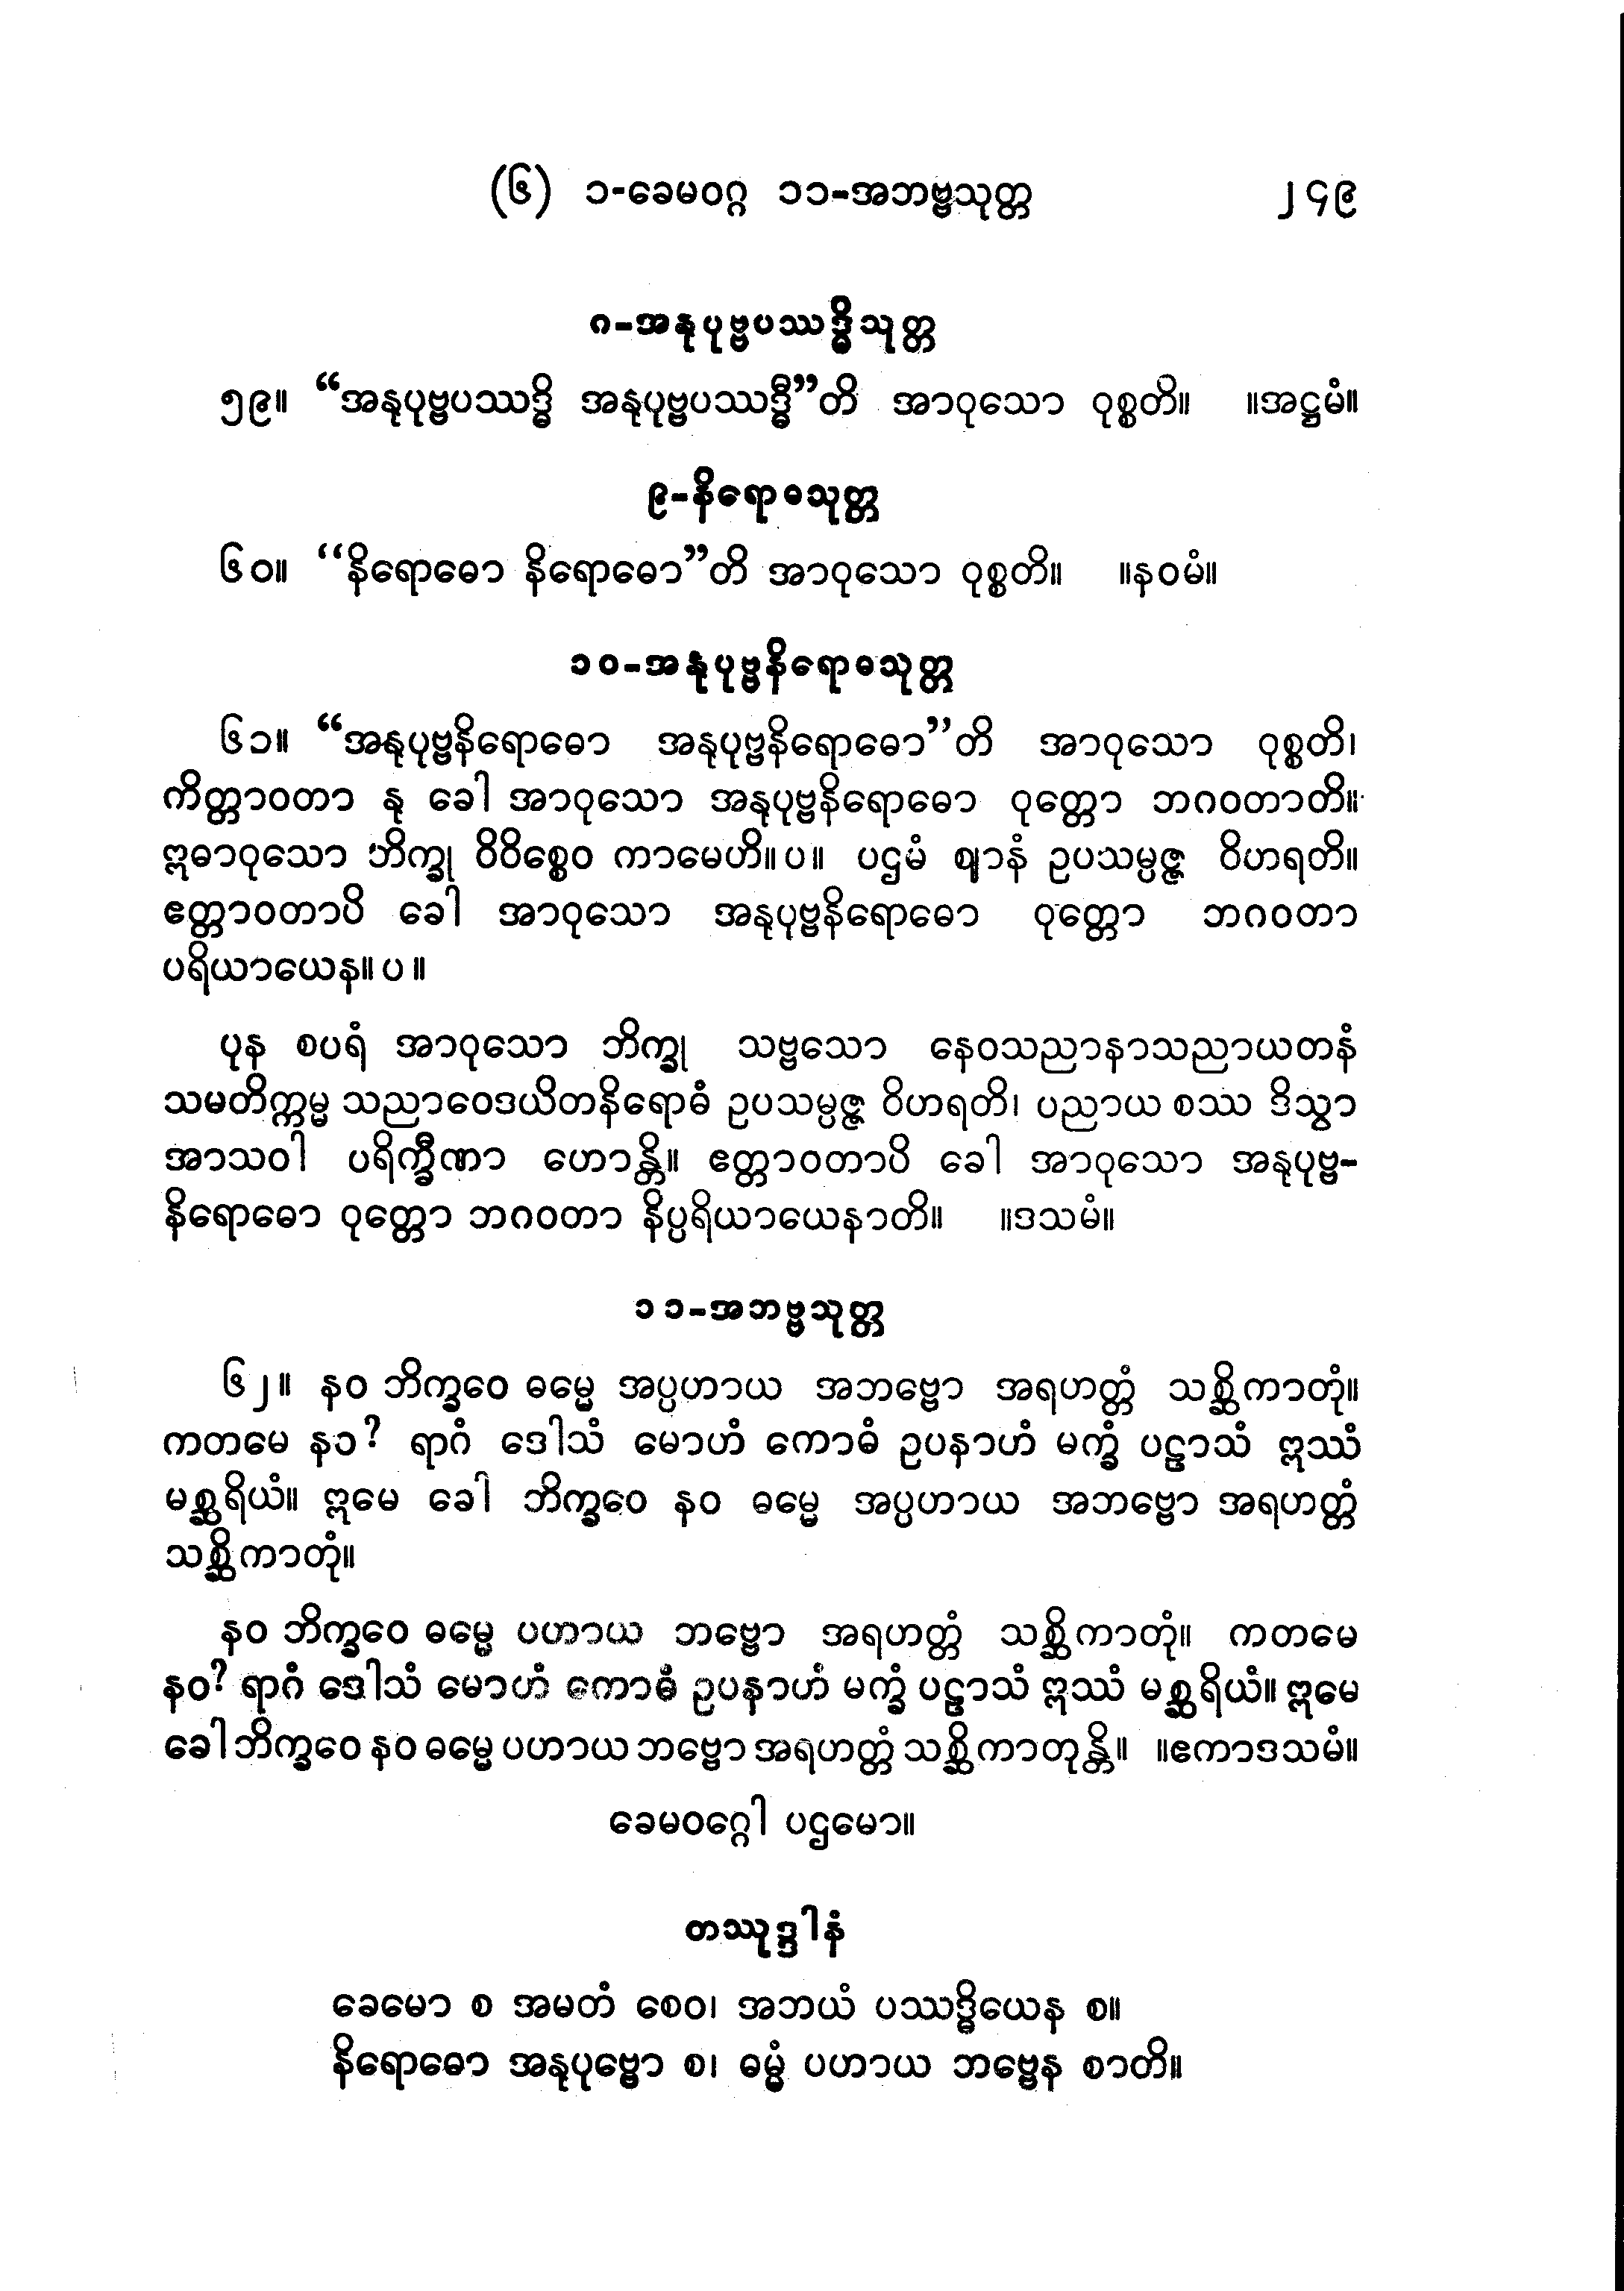 (၆) ၁-ခေမဝဂ္ဂ ၁၁-အဘဗ္ဗသုတ္တ ၂၄၉
၈-အနုပုဗ္ဗပဿဒ္ဓိသုတ္တ
၅၉။ “အနုပုဗ္ဗပဿဒ္ဓိ အနုပုဗ္ဗပဿဒ္ဓီ”တိ အာဝုသော ဝုစ္စတိ။ ။အဋ္ဌမံ။
၉-နိရောဓသုတ္တ
၆၀။ “နိရောဓော နိရောဓော”တိ အာဝုသော ဝုစ္စတိ။ ။နဝမံ။
၁၀-အနုပုဗ္ဗနိရောဓသုတ္တ
၆၁။ “အနုပုဗ္ဗနိရောဓော အနုပုဗ္ဗနိရောဓော”တိ အာဝုသော ဝုစ္စတိ၊
ကိတ္တာဝတာ နု ခေါ အာဝုသော အနုပုဗ္ဗနိရောဓော ဝုတ္တော ဘဂဝတာတိ။
ဣဓာဝုသော ဘိက္ခု ဝိဝိစ္စေဝ ကာမေဟိ။ပ။ ပဌမံ ဈာနံ ဥပသမ္ပဇ္ဇ ဝိဟရတိ။
ဧတ္တာဝတာပိ ခေါ အာဝုသော အနုပုဗ္ဗနိရောဓော ဝုတ္တော ဘဂဝတာ
ပရိယာယေန။ပ။
ပုန စပရံ အာဝုသော ဘိက္ခု သဗ္ဗသော နေဝသညာနာသညာယတနံ
သမတိက္ကမ္မ သညာဝေဒယိတနိရောဓံ ဥပသမ္ပဇ္ဇ ဝိဟရတိ၊ ပညာယ စဿ ဒိသွာ
အာသဝါ ပရိက္ခီဏာ ဟောန္တိ။ ဧတ္တာဝတာပိ ခေါ အာဝုသော အနုပုဗ္ဗ-
နိရောဓော ဝုတ္တော ဘဂဝတာ နိပ္ပရိယာယေနာတိ။ ။ဒသမံ။
၁၁-အဘဗ္ဗသုတ္တ
၆၂။ နဝ ဘိက္ခဝေ ဓမ္မေ အပ္ပဟာယ အဘဗ္ဗော အရဟတ္တံ သစ္ဆိကာတုံ။
ကတမေ နဝ? ရာဂံ ဒေါသံ မောဟံ ကောဓံ ဥပနာဟံ မက္ခံ ပဠာသံ ဣဿံ
မစ္ဆရိယံ။ ဣမေ ခေါ ဘိက္ခဝေ နဝ ဓမ္မေ အပ္ပဟာယ အဘဗ္ဗော အရဟတ္တံ
သစ္ဆိကာတုံ။
နဝ ဘိက္ခဝေ ဓမ္မေ ပဟာယ ဘဗ္ဗော အရဟတ္တံ သစ္ဆိကာတုံ။ ကတမေ
နဝ? ရာဂံ ဒေါသံ မောဟံ ကောဓံ ဥပနာဟံ မက္ခံ ပဠာသံ ဣဿံ မစ္ဆရိယံ။ ဣမေ
ခေါ ဘိက္ခဝေ နဝ ဓမ္မေ ပဟာယ ဘဗ္ဗော အရဟတ္တံ သစ္ဆိကာတုန္တိ။ ။ဧကာဒသမံ။
ခေမဝဂ္ဂေါ ပဌမော။
တဿုဒ္ဒါနံ
ခေမော စ အမတံ စေဝ၊ အဘယံ ပဿဒ္ဓိယေန စ။
နိရောဓော အနုပုဗ္ဗော စ၊ ဓမ္မံ ပဟာယ ဘဗ္ဗေန စာတိ။